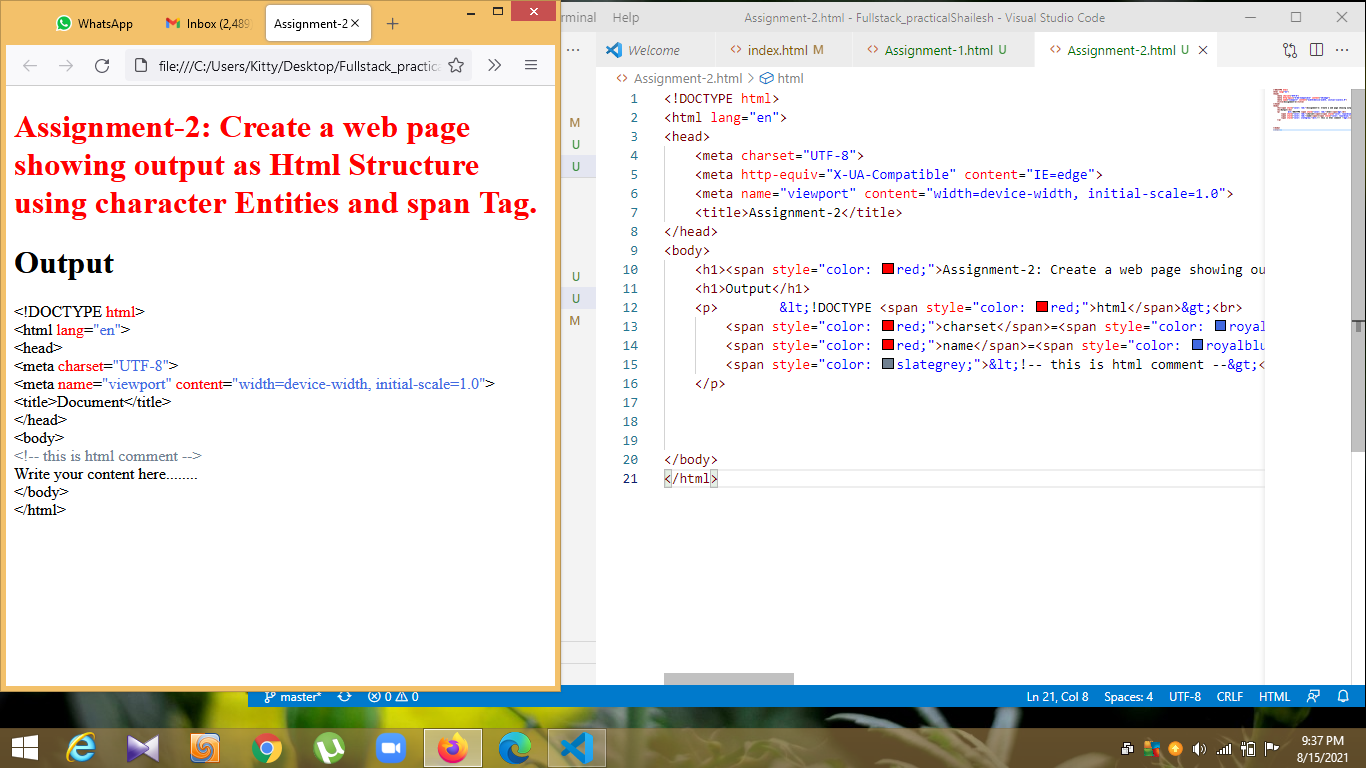 WhatsApp
Inbox (2,489
Assignment-2
rminal Help
Assignment-2.html - Fullstack_practicalShailesh - Visual Studio Code
file:///C:/Users/Kitty/Desktop/Fullstack_practica
Assignment-2: Create a web page
showing output as Html Structure
using character Entities and span Tag.
Output
<!DOCTYPE html>
<html lang="en">
<head>
<meta charset="UTF-8">
<meta name="viewport" content="width=device-width, initial-scale=1.0">
<title>Document</title>
</head>
<body>
<!-- this is html comment -->
Write your content here........
</body>
</html>
M
U
U
U
U
M
Welcome
index.html M
Assignment-1.html U
Assignment-2.html U
Assignment-2.html > html
1 <!DOCTYPE html>
2 <html lang="en">
3 <head>
4 <meta charset="UTF-8">
5 <meta http-equiv="X-UA-Compatible" content="IE=edge">
6 <meta name="viewport" content="width=device-width, initial-scale=1.0">
7 <title>Assignment-2</title>
8 </head>
9 <body>
10 <h1><span style="color: red;">Assignment-2: Create a web page showing ou
11 <h1>Output</h1>
12 <p> &lt;!DOCTYPE <span style="color: red;">html</span>&gt;<br>
13 <span style="color: red;">charset</span>=<span style="color: royal
14 <span style="color: red;">name</span>=<span style="color: royalblu
15 <span style="color: slategrey;">&lt;!-- this is html comment --&gt;<
16 </p>
17
18
19
20 </body>
21 </html>
master*
0 0
Ln 21, Col 8
Spaces: 4
UTF-8
CRLF
HTML
9:37 PM
8/15/2021